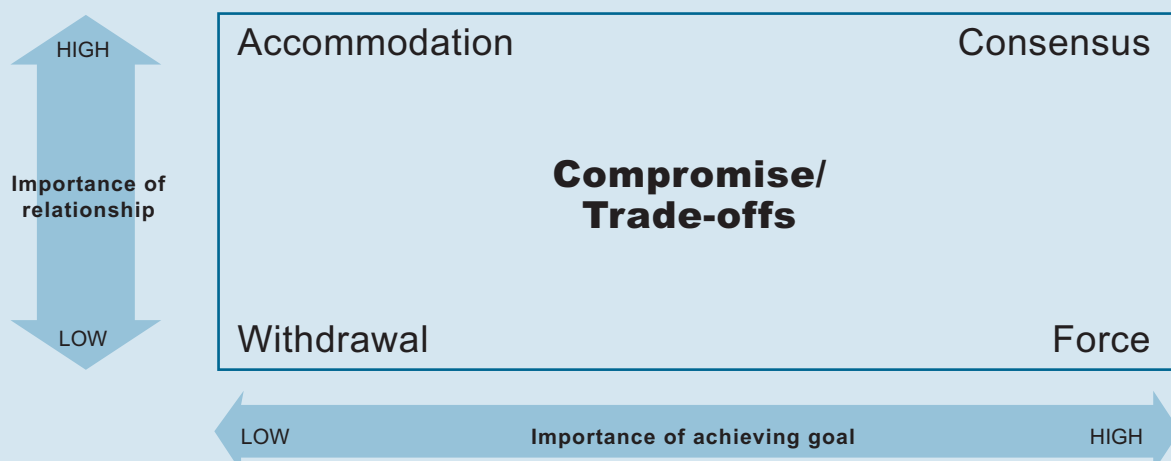 HIGH
Accommodation
Consensus
Importance of
relationship
Compromise/
Trade-offs
LOW
Withdrawal
Force
LOW
Importance of achieving goal
HIGH